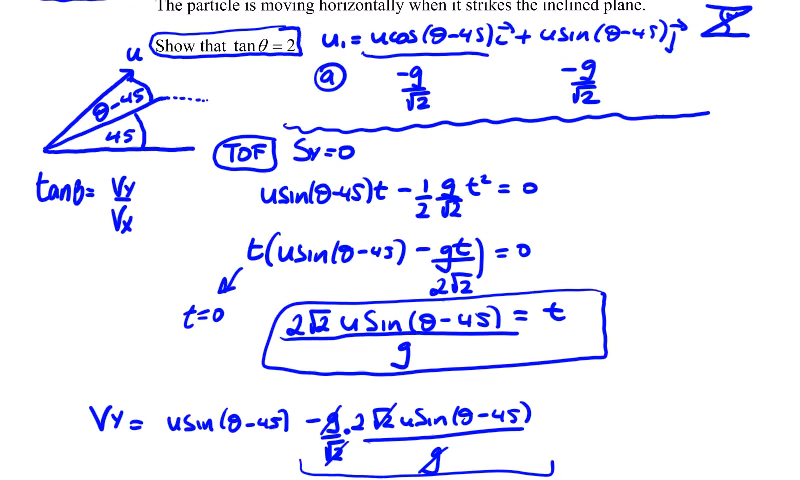 The particle is moving horizontally when it strikes the inclined plane.
Show that tan θ = 2
u₁ = ucos(θ-45)i⃗ + usin(θ-45)j⃗
u
θ-45
45
a
-g/√2
-g/√2
TOF Sy=0
tanθ = Vy/Vx
usin(θ-45)t - 1/2 g/√2 t² = 0
t(usin(θ-45) - gt/2√2) = 0
t=0
2√2 uSin(θ-45)/g = t
Vy = usin(θ-45) - g/√2 . 2√2 uSin(θ-45)/g